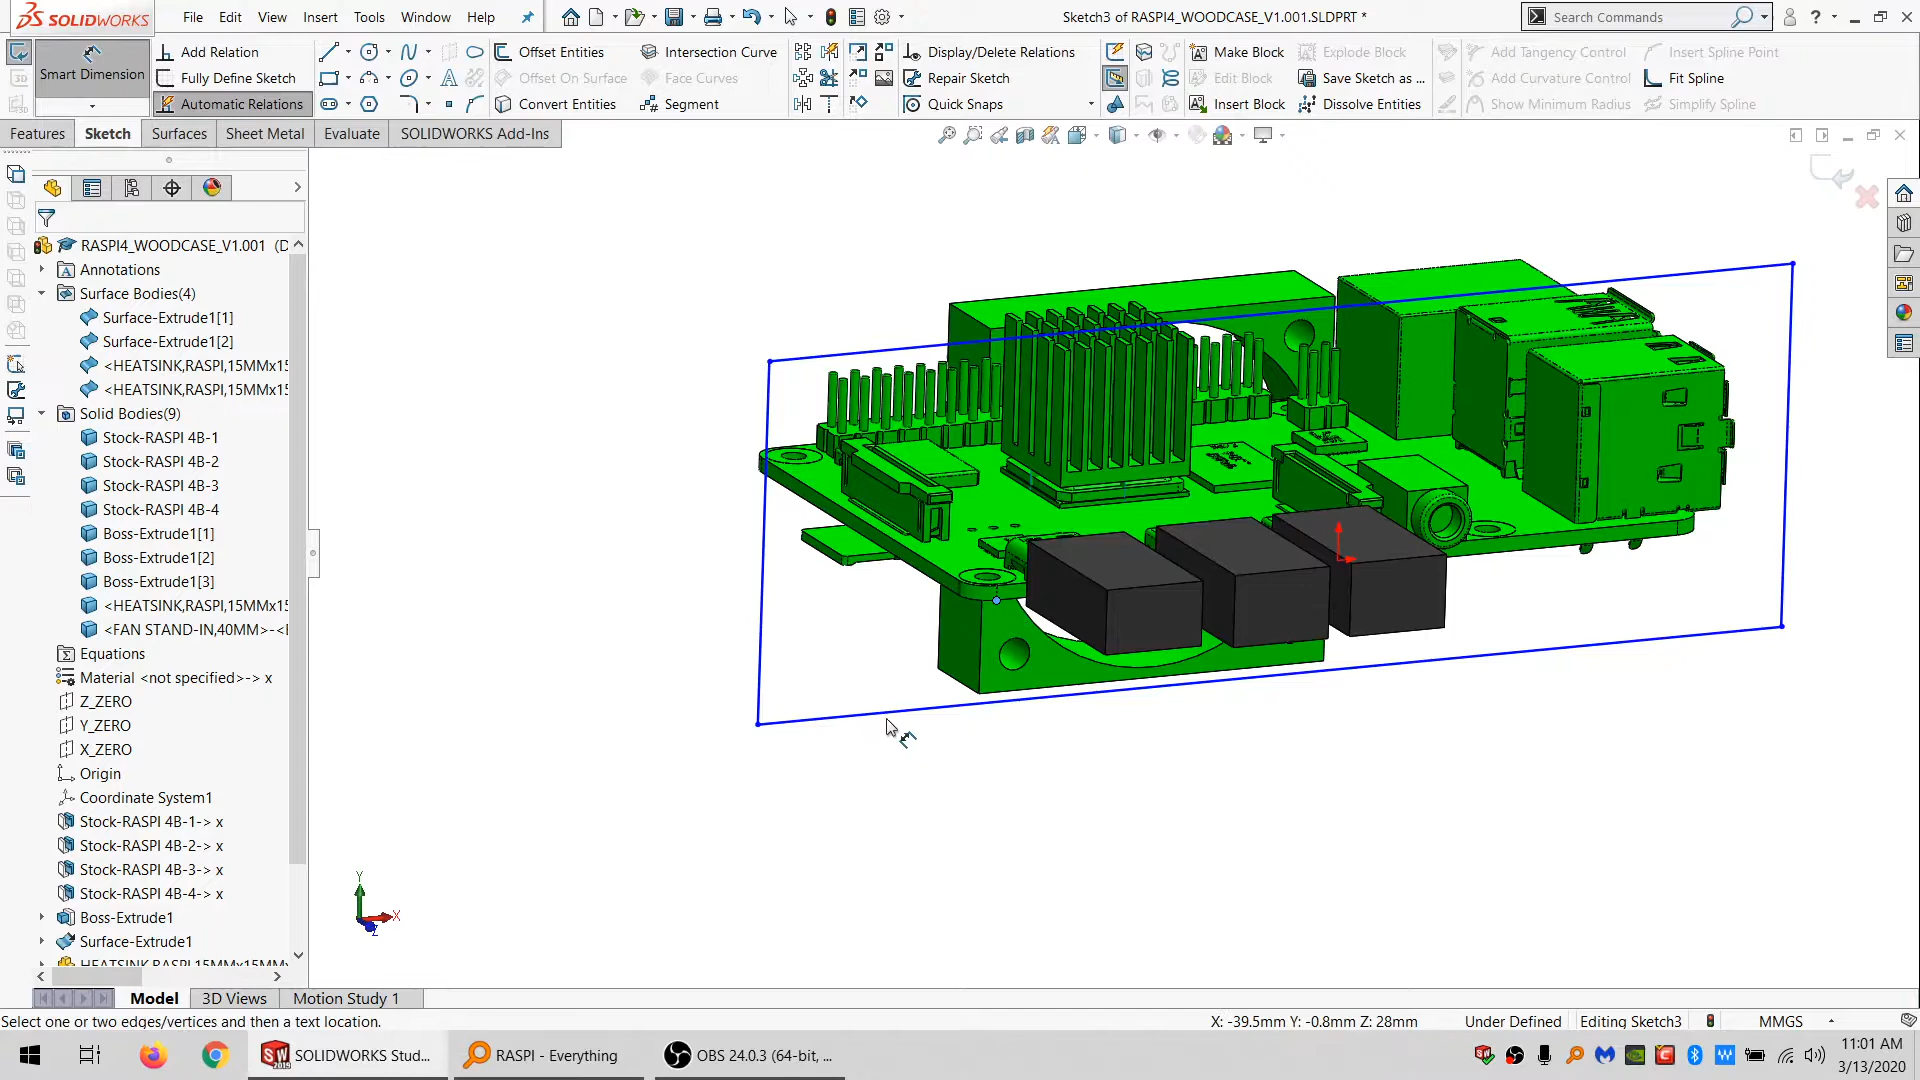 SOLIDWORKS
File Edit View Insert Tools Window Help
Sketch3 of RASPI4_WOODCASE_V1.001.SLDPRT *
Search Commands
Smart Dimension
Add Relation
Fully Define Sketch
Automatic Relations
Offset Entities
Offset On Surface
Convert Entities
Intersection Curve
Face Curves
Segment
Display/Delete Relations
Repair Sketch
Quick Snaps
Make Block
Edit Block
Insert Block
Explode Block
Save Sketch as ...
Dissolve Entities
Add Tangency Control
Add Curvature Control
Show Minimum Radius
Insert Spline Point
Fit Spline
Simplify Spline
Features Sketch Surfaces Sheet Metal Evaluate SOLIDWORKS Add-Ins
RASPI4_WOODCASE_V1.001 (D
Annotations
Surface Bodies(4)
Surface-Extrude1[1]
Surface-Extrude1[2]
<HEATSINK,RASPI,15MMx15
<HEATSINK,RASPI,15MMx15
Solid Bodies(9)
Stock-RASPI 4B-1
Stock-RASPI 4B-2
Stock-RASPI 4B-3
Stock-RASPI 4B-4
Boss-Extrude1[1]
Boss-Extrude1[2]
Boss-Extrude1[3]
<HEATSINK,RASPI,15MMx15
<FAN STAND-IN,40MM>-<
Equations
Material <not specified>-> x
Z_ZERO
Y_ZERO
X_ZERO
Origin
Coordinate System1
Stock-RASPI 4B-1-> x
Stock-RASPI 4B-2-> x
Stock-RASPI 4B-3-> x
Stock-RASPI 4B-4-> x
Boss-Extrude1
Surface-Extrude1
HEATSINK,RASPI,15MMx15MM
Y
X
Z
Model 3D Views Motion Study 1
Select one or two edges/vertices and then a text location.
X: -39.5mm Y: -0.8mm Z: 28mm
Under Defined
Editing Sketch3
MMGS
SOLIDWORKS Stud...
RASPI - Everything
OBS 24.0.3 (64-bit, ...
11:01 AM
3/13/2020